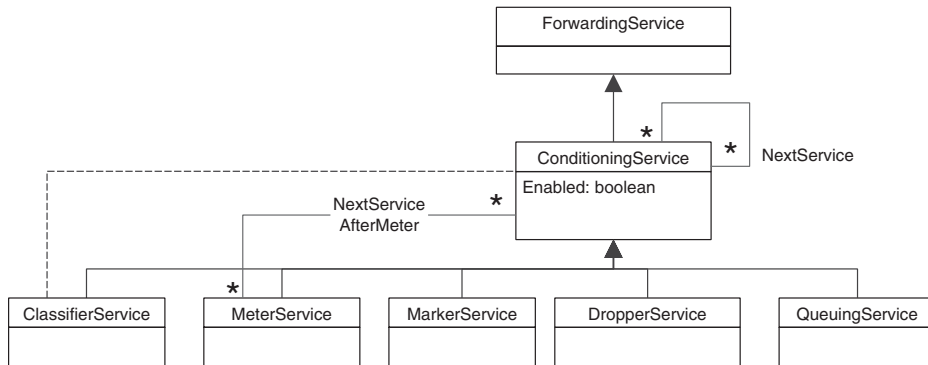 ForwardingService
*
ConditioningService
*
NextService
Enabled: boolean
NextService
AfterMeter
*
*
ClassifierService
MeterService
MarkerService
DropperService
QueuingService